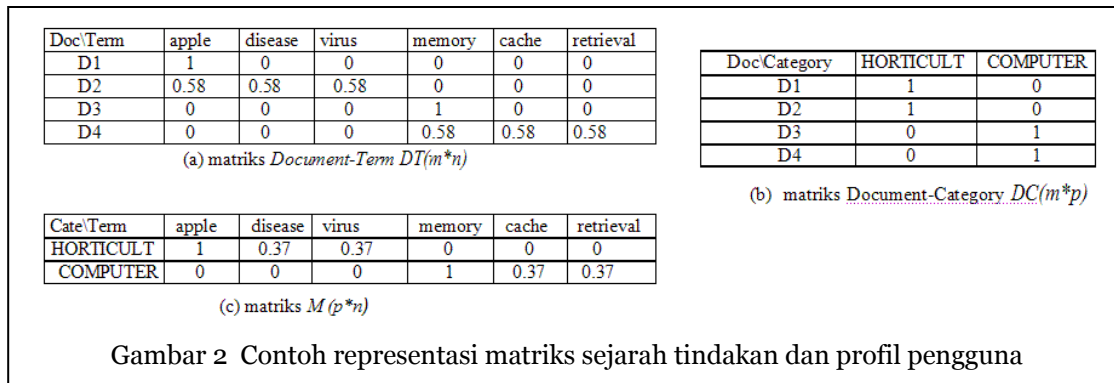 Doc\Term apple disease virus memory cache retrieval
D1 1 0 0 0 0 0
D2 0.58 0.58 0.58 0 0 0
D3 0 0 0 1 0 0
D4 0 0 0 0.58 0.58 0.58
(a) matriks Document-Term DT(m*n)
Doc\Category HORTICULT COMPUTER
D1 1 0
D2 1 0
D3 0 1
D4 0 1
(b) matriks Document-Category DC(m*p)
Cate\Term apple disease virus memory cache retrieval
HORTICULT 1 0.37 0.37 0 0 0
COMPUTER 0 0 0 1 0.37 0.37
(c) matriks M (p*n)
Gambar 2 Contoh representasi matriks sejarah tindakan dan profil pengguna